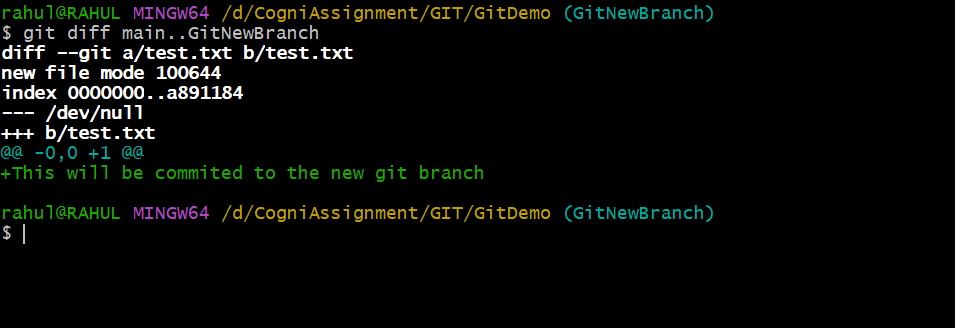 rahul@RAHUL MINGW64 /d/CogniAssignment/GIT/GitDemo (GitNewBranch)
$ git diff main..GitNewBranch
diff --git a/test.txt b/test.txt
new file mode 100644
index 0000000..a891184
--- /dev/null
+++ b/test.txt
@@ -0,0 +1 @@
+This will be commited to the new git branch
rahul@RAHUL MINGW64 /d/CogniAssignment/GIT/GitDemo (GitNewBranch)
$